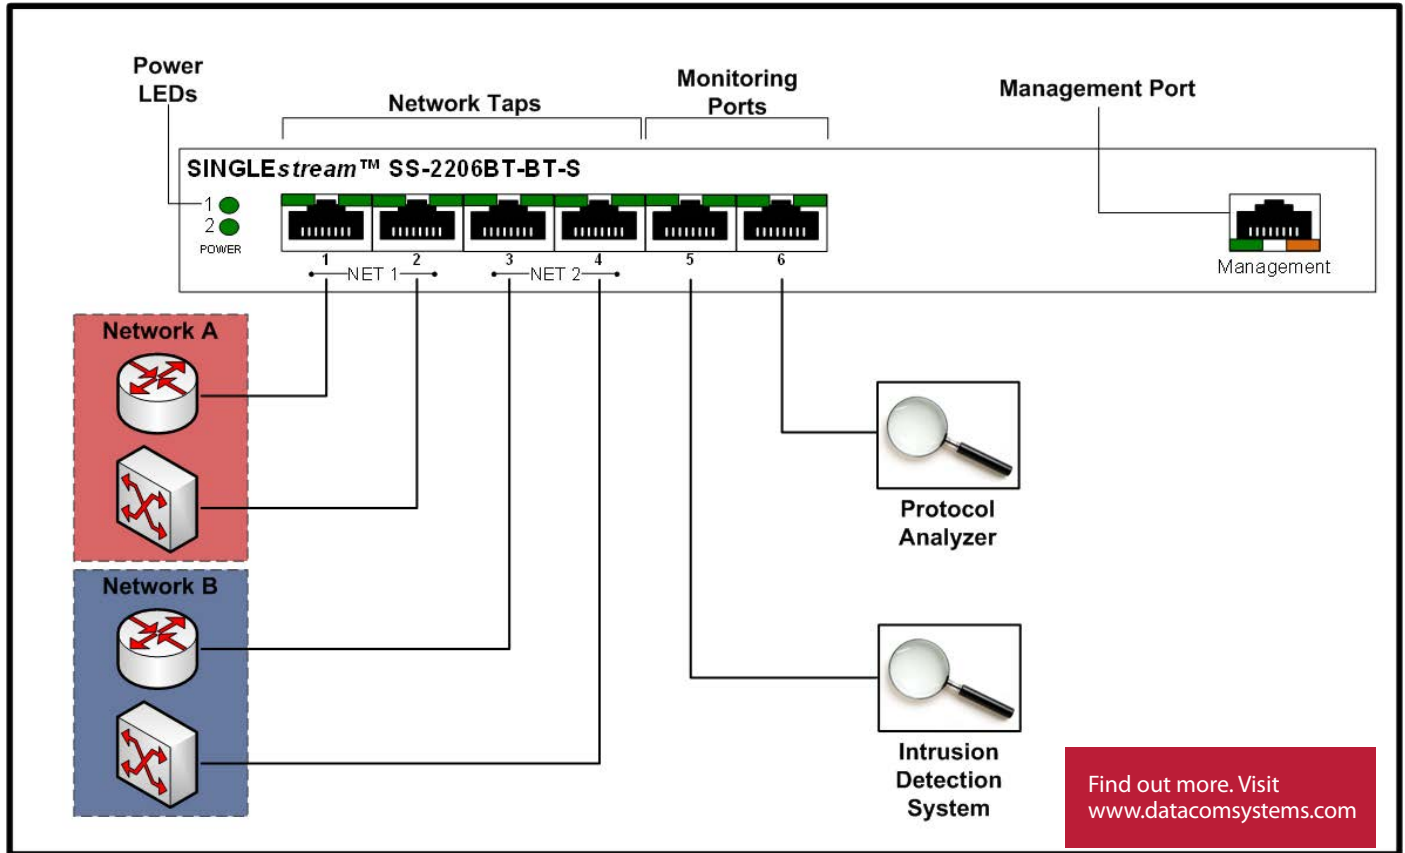 Power
LEDs
Network Taps
Monitoring
Ports
Management Port
SINGLEstream™ SS-2206BT-BT-S
1
2
POWER
1
2
3
4
5
6
NET 1
NET 2
Management
Network A
Network B
Protocol
Analyzer
Intrusion
Detection
System
Find out more. Visit
www.datacomsystems.com